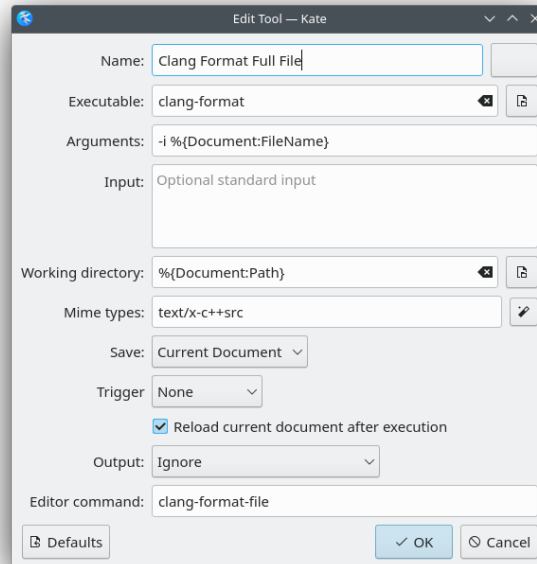 Edit Tool — Kate
Name: Clang Format Full File
Executable: clang-format
Arguments: -i %{Document:FileName}
Input: Optional standard input
Working directory: %{Document:Path}
Mime types: text/x-c++src
Save: Current Document
Trigger None
Reload current document after execution
Output: Ignore
Editor command: clang-format-file
Defaults OK Cancel